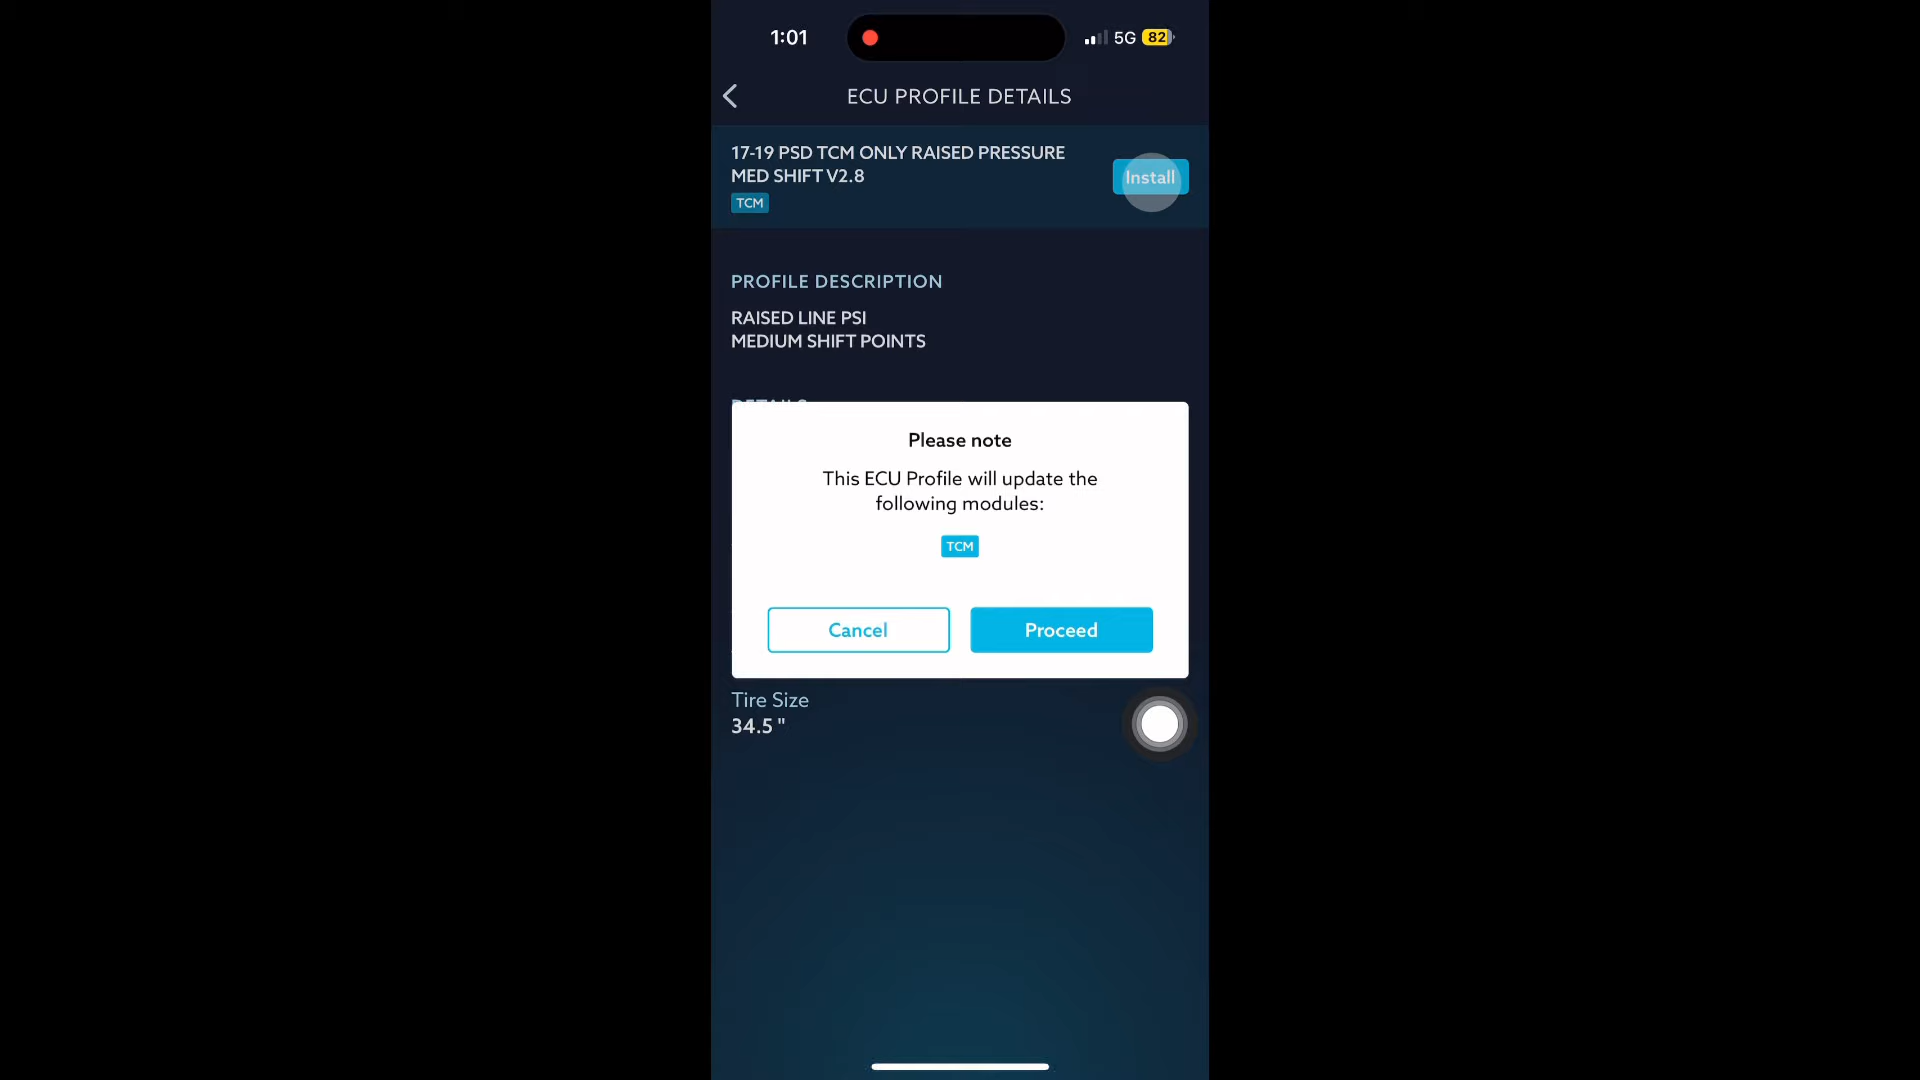 1:01
5G 82
ECU PROFILE DETAILS
17-19 PSD TCM ONLY RAISED PRESSURE
MED SHIFT V2.8
Install
TCM
PROFILE DESCRIPTION
RAISED LINE PSI
MEDIUM SHIFT POINTS
DETAILS
Please note
This ECU Profile will update the
following modules:
TCM
Cancel
Proceed
Tire Size
34.5 "